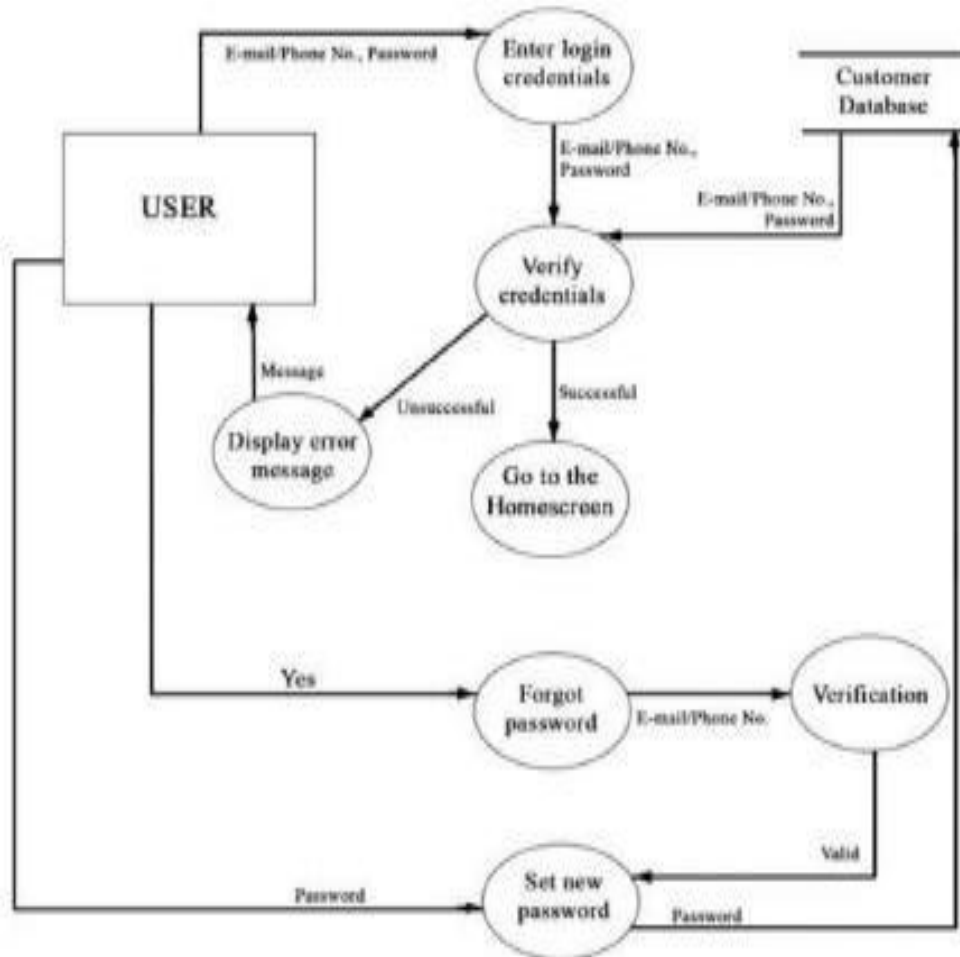 E-mail/Phone No., Password
Enter login
credentials
Customer
Database
E-mail/Phone No.,
Password
E-mail/Phone No.,
Password
USER
Verify
credentials
Message
Unsuccessful
Successful
Display error
message
Go to the
Homescreen
Yes
Forgot
password
E-mail/Phone No.
Verification
Valid
Set new
password
Password
Password